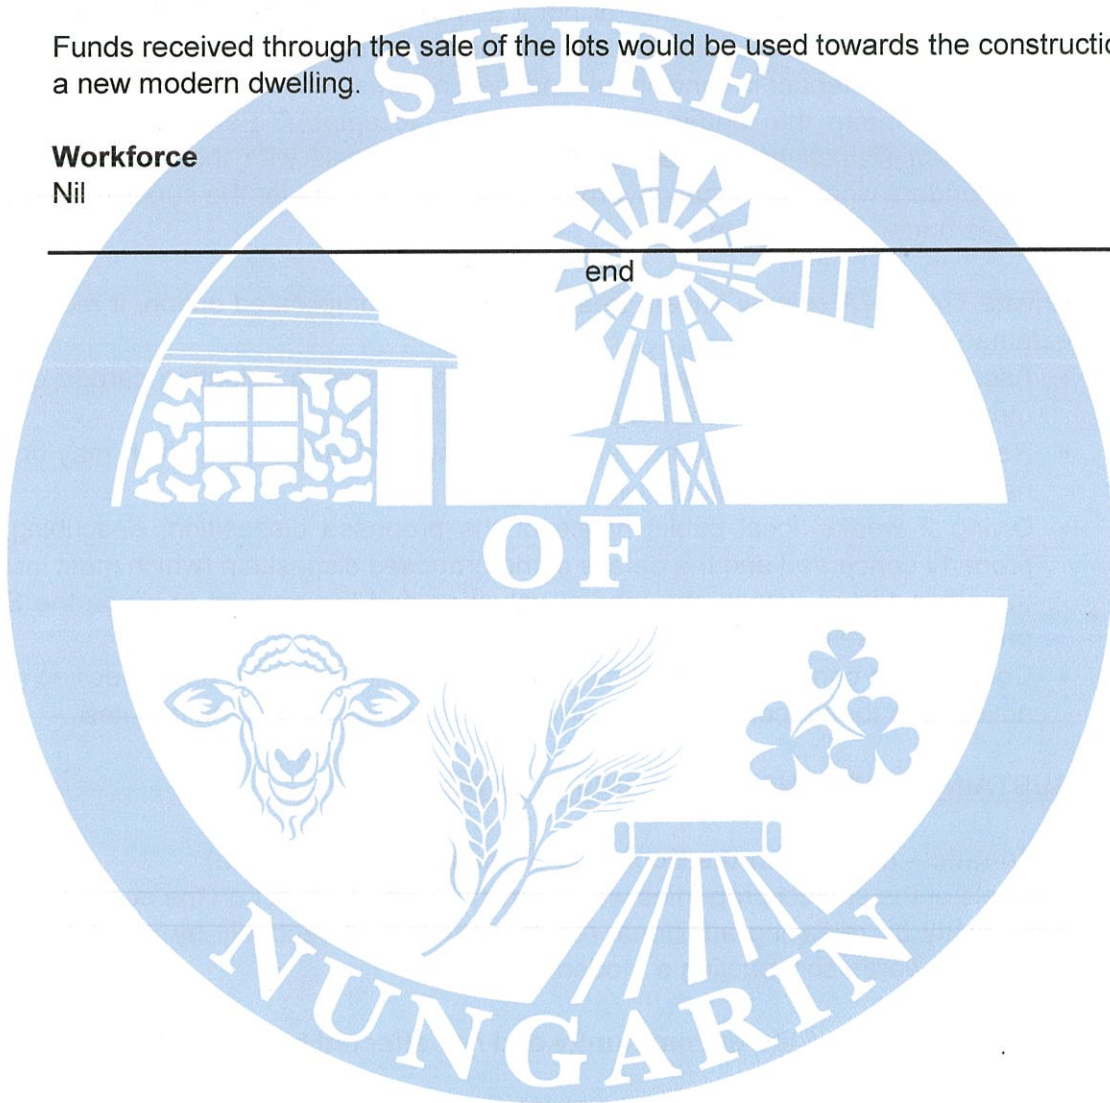 Funds received through the sale of the lots would be used towards the
a new modern dwelling.
Workforce
Nil
end
SHIRE
OF
NUNGARIN